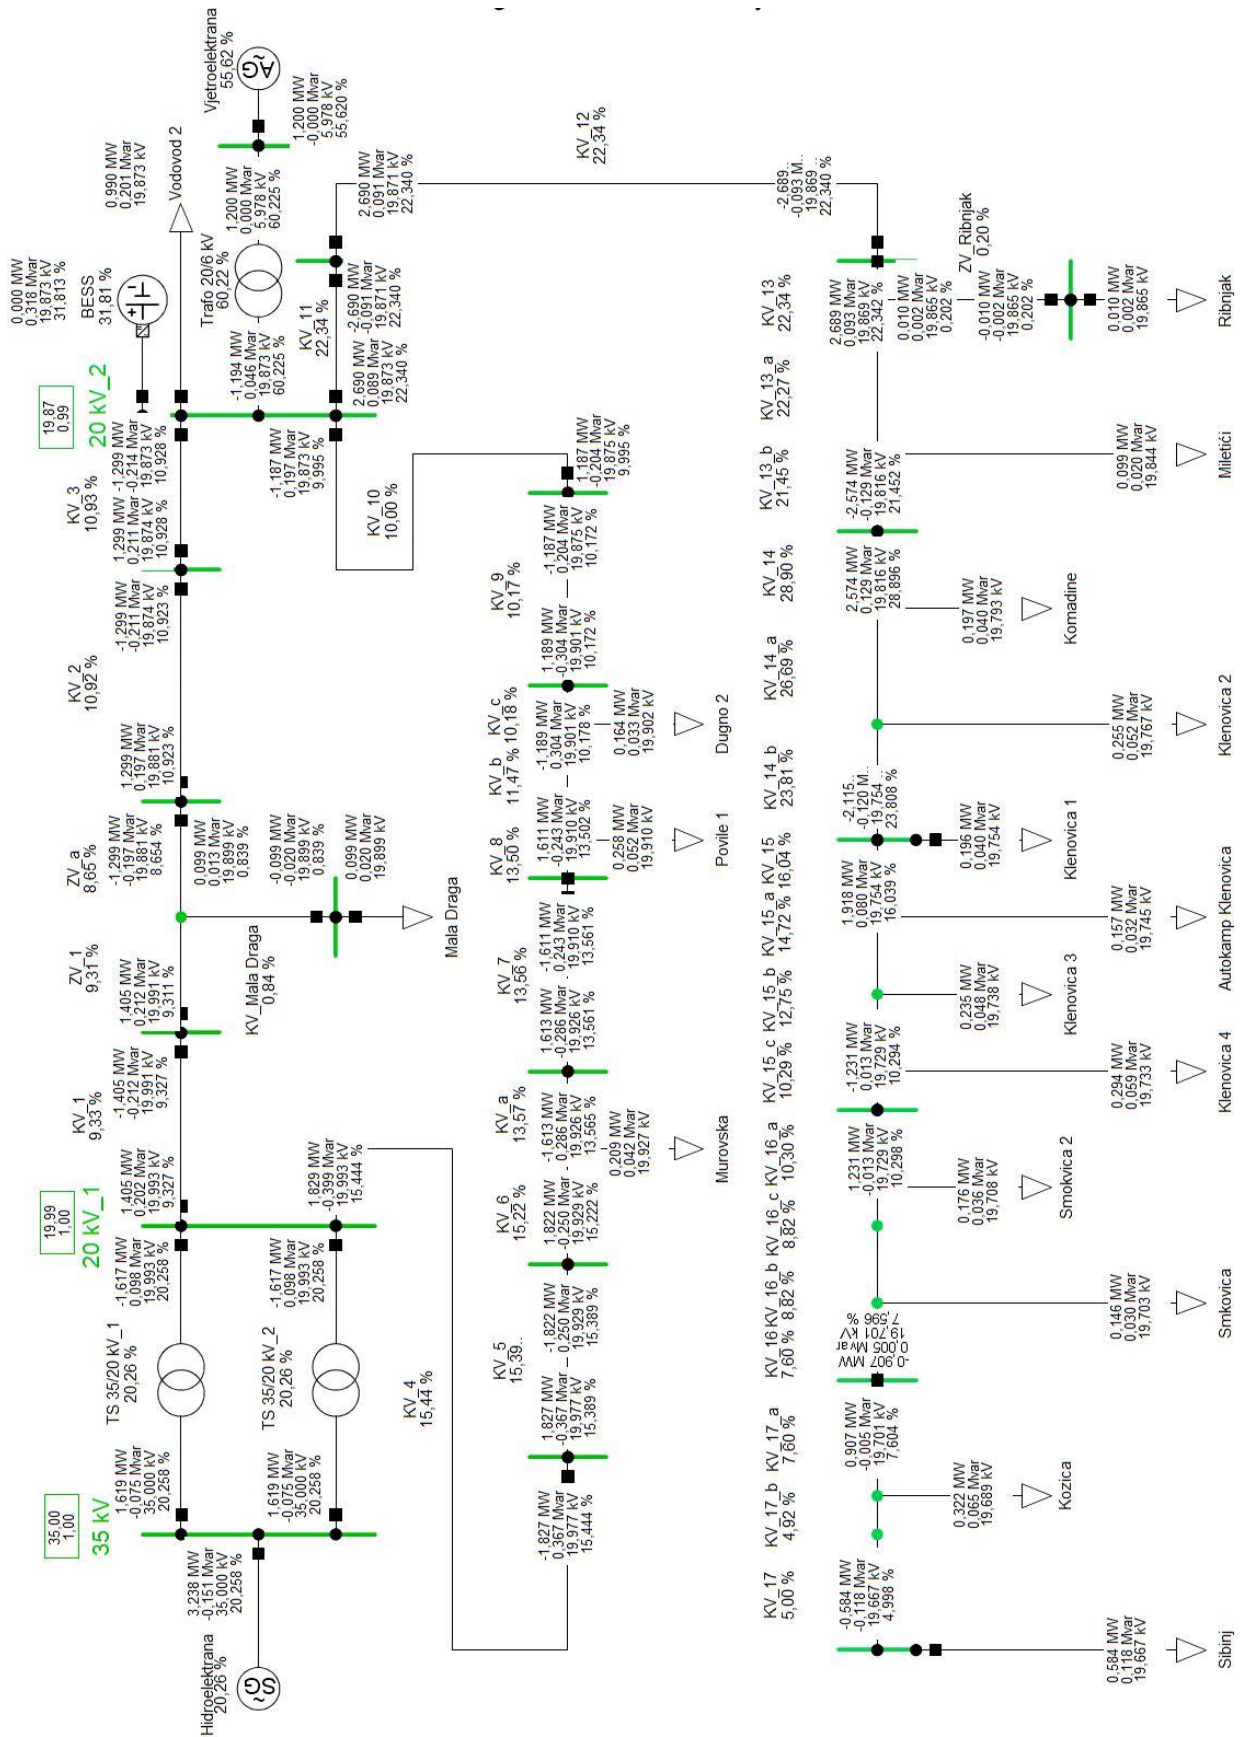 35,00
1,00
35 kV
19,99
1,00
20 kV_1
19,87
0,99
20 kV_2
Hidroelektrana
20,26 %
SG~
3,238 MW
-0,151 Mvar
35,000 kV
20,258 %
1,619 MW
-0,075 Mvar
35,000 kV
20,258 %
TS 35/20 kV_1
20,26 %
-1,617 MW
0,098 Mvar
19,993 kV
20,258 %
1,619 MW
-0,075 Mvar
35,000 kV
20,258 %
TS 35/20 kV_2
20,26 %
-1,617 MW
0,098 Mvar
19,993 kV
20,258 %
1,405 MW
0,202 Mvar
19,993 kV
9,327 %
KV_1
9,33 %
-1,405 MW
-0,212 Mvar
19,991 kV
9,327 %
1,405 MW
0,212 Mvar
19,991 kV
9,311 %
ZV_1
9,31 %
ZV_a
8,65 %
-1,299 MW
-0,197 Mvar
19,881 kV
8,654 %
KV_Mala Draga
0,84 %
0,099 MW
0,013 Mvar
19,899 kV
0,839 %
-0,099 MW
-0,020 Mvar
19,899 kV
0,839 %
0,099 MW
0,020 Mvar
19,899 kV
Mala Draga
1,299 MW
0,197 Mvar
19,881 kV
10,923 %
KV_2
10,92 %
-1,299 MW
-0,211 Mvar
19,874 kV
10,923 %
1,299 MW
0,211 Mvar
19,874 kV
10,928 %
KV_3
10,93 %
-1,299 MW
-0,214 Mvar
19,873 kV
10,928 %
0,000 MW
0,318 Mvar
19,873 kV
31,813 %
BESS
31,81 %
0,990 MW
0,201 Mvar
19,873 kV
Vodovod 2
-1,194 MW
0,046 Mvar
19,873 kV
60,225 %
Trafo 20/6 kV
60,22 %
1,200 MW
0,000 Mvar
5,978 kV
60,225 %
Vjetroelektrana
55,62 %
AG~
1,200 MW
-0,000 Mvar
5,978 kV
55,620 %
2,690 MW
0,089 Mvar
19,873 kV
22,340 %
KV_11
22,34 %
-2,690 MW
-0,091 Mvar
19,871 kV
22,340 %
2,690 MW
0,091 Mvar
19,871 kV
22,340 %
KV_12
22,34 %
-2,689..
-0,093 M..
19,869 ..
22,340 %
1,829 MW
-0,399 Mvar
19,993 kV
15,444 %
KV_4
15,44 %
-1,827 MW
0,367 Mvar
19,977 kV
15,444 %
1,827 MW
-0,367 Mvar
19,977 kV
15,389 %
KV_5
15,39..
-1,822 MW
0,250 Mvar
19,929 kV
15,389 %
1,822 MW
-0,250 Mvar
19,929 kV
15,222 %
KV_6
15,22 %
0,209 MW
0,042 Mvar
19,927 kV
Murovska
KV_a
13,57 %
-1,613 MW
0,286 Mvar
19,926 kV
13,565 %
1,613 MW
-0,286 Mvar
19,926 kV
13,561 %
KV_7
13,56 %
-1,611 MW
0,243 Mvar
19,910 kV
13,561 %
1,611 MW
-0,243 Mvar
19,910 kV
13,502 %
KV_8
13,50 %
0,258 MW
0,052 Mvar
19,910 kV
Povile 1
KV_b
11,47 %
0,164 MW
0,033 Mvar
19,902 kV
Dugno 2
KV_c
10,18 %
-1,189 MW
0,304 Mvar
19,901 kV
10,178 %
1,189 MW
-0,304 Mvar
19,901 kV
10,172 %
KV_9
10,17 %
-1,187 MW
0,204 Mvar
19,875 kV
10,172 %
1,187 MW
-0,204 Mvar
19,875 kV
9,995 %
KV_10
10,00 %
-1,187 MW
0,197 Mvar
19,873 kV
9,995 %
KV_17
5,00 %
-0,584 MW
-0,118 Mvar
19,667 kV
4,998 %
0,584 MW
0,118 Mvar
19,667 kV
Sibinj
KV_17_b
4,92 %
0,322 MW
0,065 Mvar
19,689 kV
Kozica
KV_17_a
7,60 %
0,907 MW
-0,005 Mvar
19,701 kV
7,604 %
-0,907 MW
0,005 Mvar
19,701 kV
7,596 %
KV_16
7,60 %
0,146 MW
0,030 Mvar
19,703 kV
Smkovica
KV_16_b
8,82 %
KV_16_c
8,82 %
0,176 MW
0,036 Mvar
19,708 kV
Smokvica 2
KV_16_a
10,30 %
1,231 MW
-0,013 Mvar
19,729 kV
10,298 %
-1,231 MW
0,013 Mvar
19,729 kV
10,294 %
KV_15_c
10,29 %
0,294 MW
0,059 Mvar
19,733 kV
Klenovica 4
KV_15_b
12,75 %
0,235 MW
0,048 Mvar
19,738 kV
Klenovica 3
KV_15_a
14,72 %
0,157 MW
0,032 Mvar
19,745 kV
Autokamp Klenovica
KV_15
16,04 %
1,918 MW
0,080 Mvar
19,754 kV
16,039 %
0,196 MW
0,040 Mvar
19,754 kV
Klenovica 1
-2,115..
-0,120 M..
19,754 ..
23,808 %
KV_14_b
23,81 %
0,255 MW
0,052 Mvar
19,767 kV
Klenovica 2
KV_14_a
26,69 %
0,197 MW
0,040 Mvar
19,793 kV
Komadine
KV_14
28,90 %
2,574 MW
0,129 Mvar
19,816 kV
28,896 %
-2,574 MW
-0,129 Mvar
19,816 kV
21,452 %
KV_13_b
21,45 %
0,099 MW
0,020 Mvar
19,844 kV
Miletići
KV_13_a
22,27 %
KV_13
22,34 %
2,689 MW
0,093 Mvar
19,869 kV
22,342 %
0,010 MW
0,002 Mvar
19,865 kV
0,202 %
ZV_Ribnjak
0,20 %
-0,010 MW
-0,002 Mvar
19,865 kV
0,202 %
0,010 MW
0,002 Mvar
19,865 kV
Ribnjak